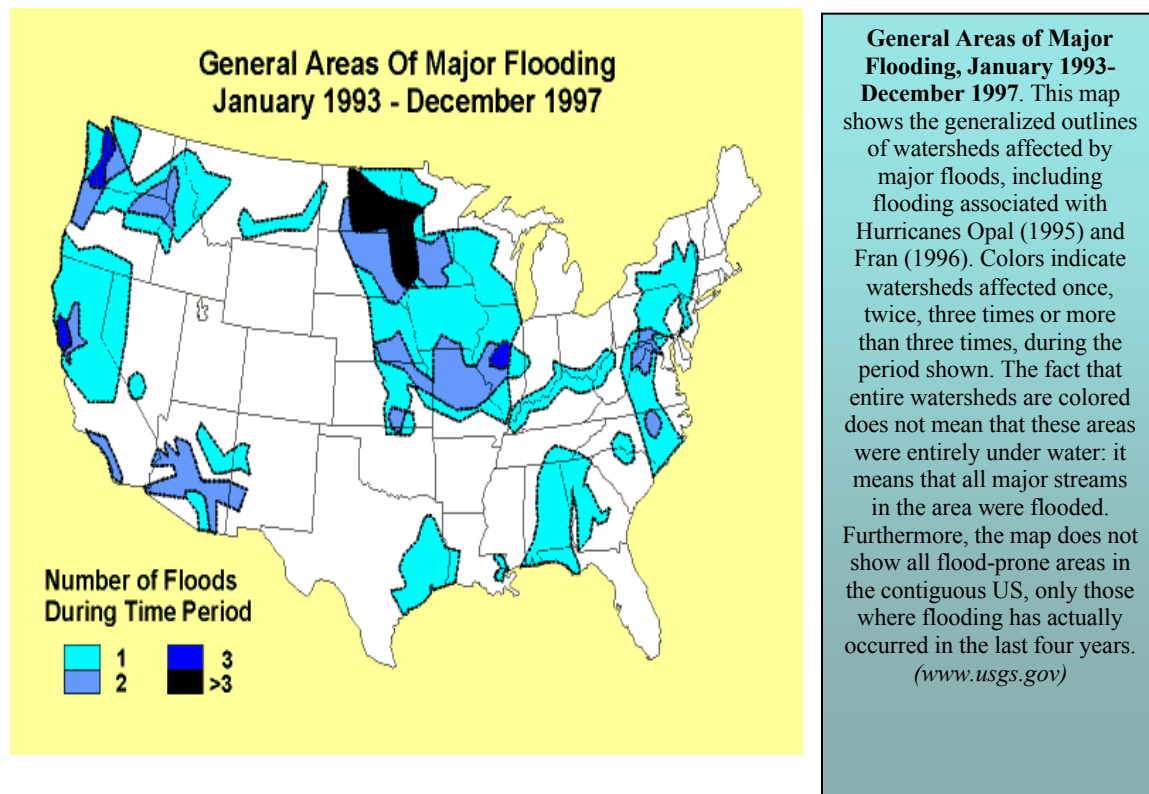 General Areas Of Major Flooding
January 1993 - December 1997
Number of Floods
During Time Period
1
3
2
>3
General Areas of Major
Flooding, January 1993-
December 1997. This map
shows the generalized outlines
of watersheds affected by
major floods, including
flooding associated with
Hurricanes Opal (1995) and
Fran (1996). Colors indicate
watersheds affected once,
twice, three times or more
than three times, during the
period shown. The fact that
entire watersheds are colored
does not mean that these areas
were entirely under water: it
means that all major streams
in the area were flooded.
Furthermore, the map does not
show all flood-prone areas in
the contiguous US, only those
where flooding has actually
occurred in the last four years.
(www.usgs.gov)